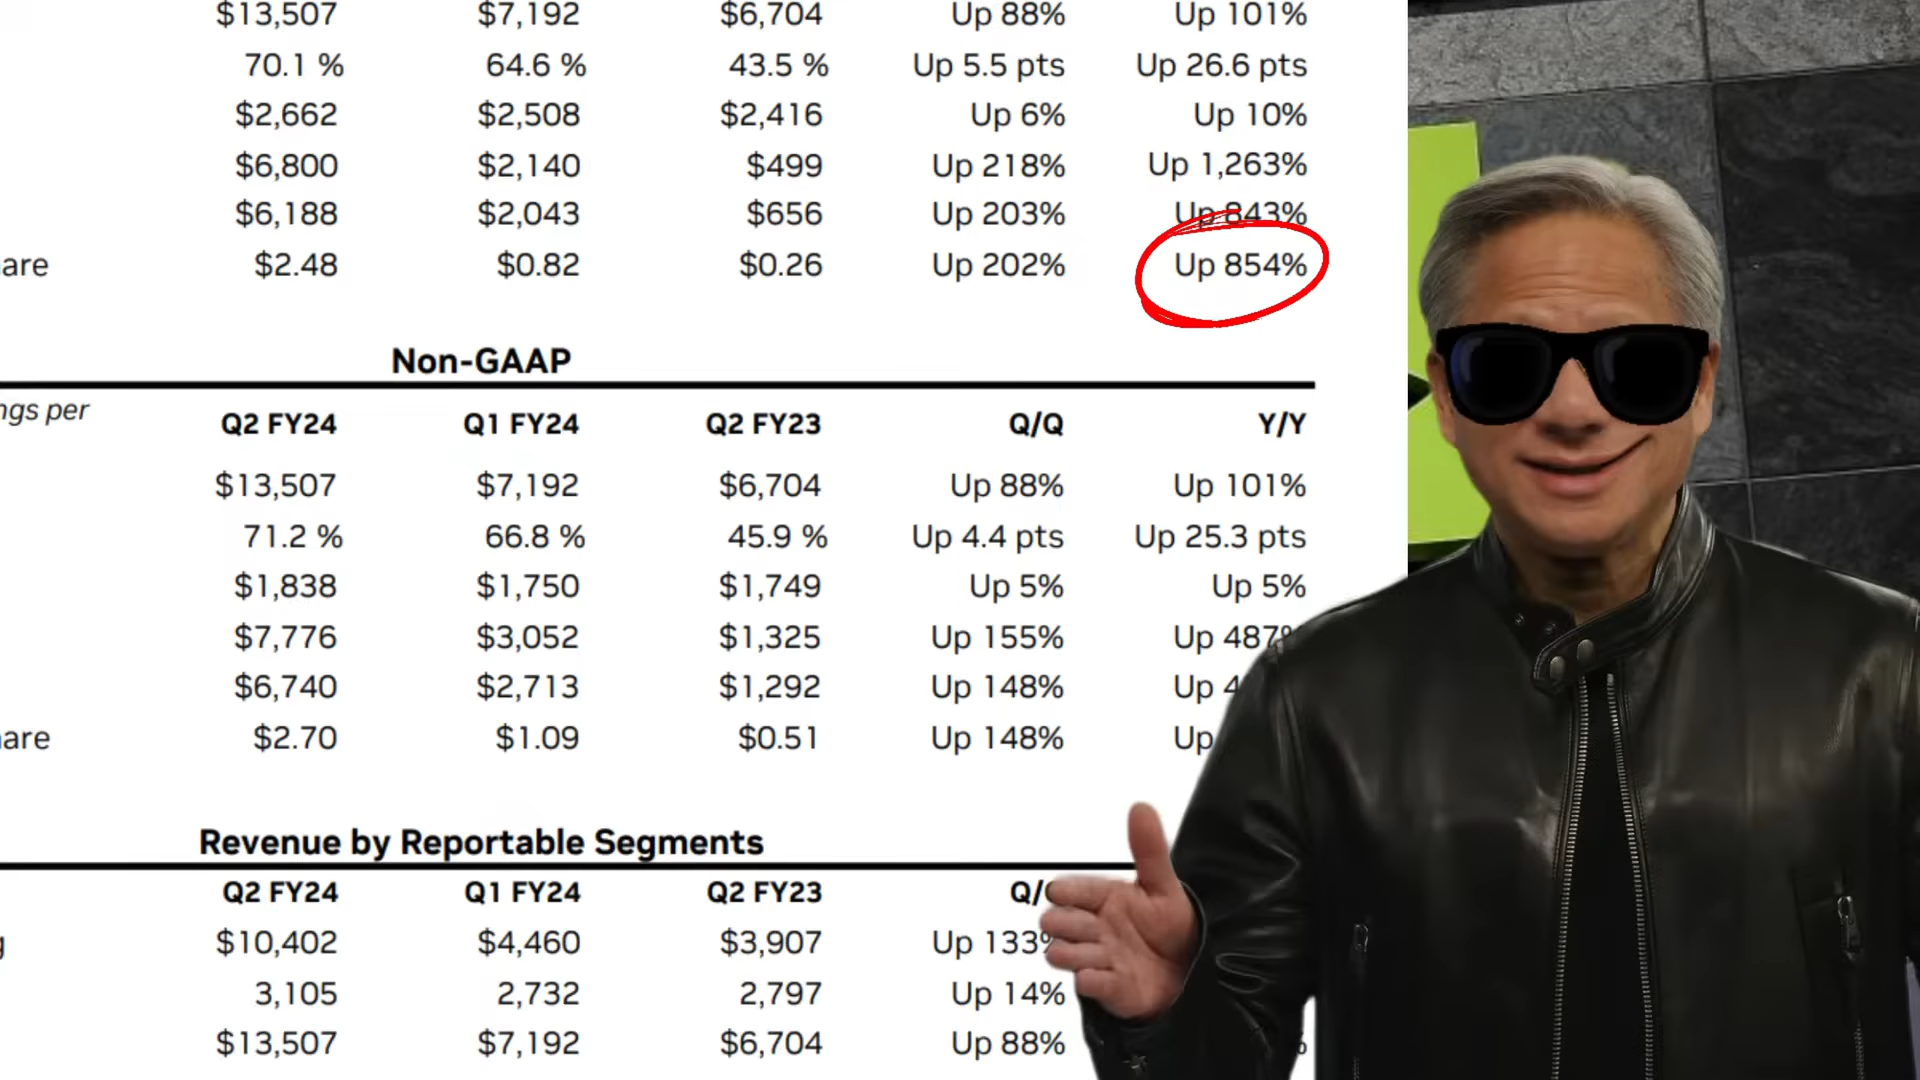 $13,507 $7,192 $6,704 Up 88% Up 101%
70.1 % 64.6 % 43.5 % Up 5.5 pts Up 26.6 pts
$2,662 $2,508 $2,416 Up 6% Up 10%
$6,800 $2,140 $499 Up 218% Up 1,263%
$6,188 $2,043 $656 Up 203% Up 843%
are $2.48 $0.82 $0.26 Up 202% Up 854%
Non-GAAP
ngs per Q2 FY24 Q1 FY24 Q2 FY23 Q/Q Y/Y
$13,507 $7,192 $6,704 Up 88% Up 101%
71.2 % 66.8 % 45.9 % Up 4.4 pts Up 25.3 pts
$1,838 $1,750 $1,749 Up 5% Up 5%
$7,776 $3,052 $1,325 Up 155% Up 487%
$6,740 $2,713 $1,292 Up 148% Up 4
are $2.70 $1.09 $0.51 Up 148% Up
Revenue by Reportable Segments
Q2 FY24 Q1 FY24 Q2 FY23 Q/
$10,402 $4,460 $3,907 Up 133%
3,105 2,732 2,797 Up 14%
$13,507 $7,192 $6,704 Up 88%